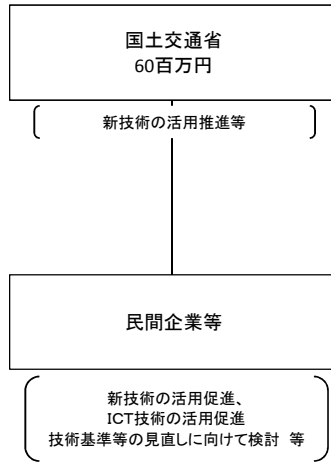 国土交通省
60百万円
新技術の活用推進等
民間企業等
新技術の活用促進、
ICT技術の活用促進
技術基準等の見直しに向けて検討 等